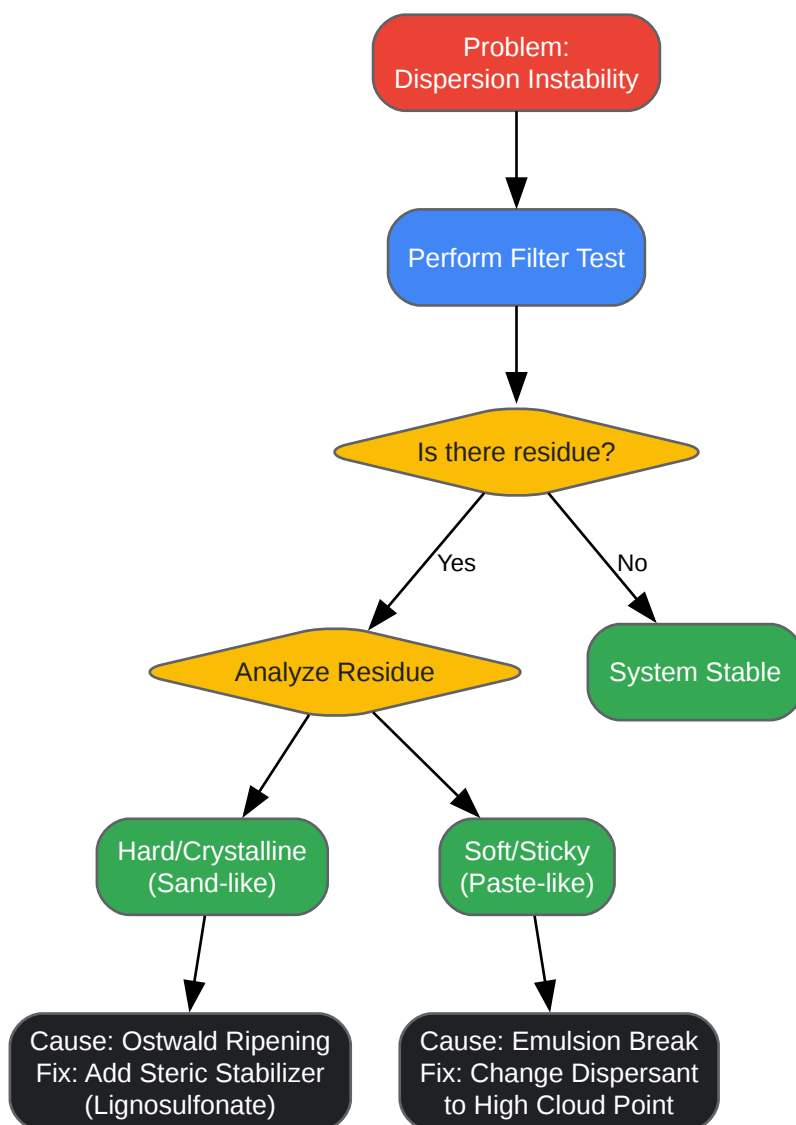 Problem:
Dispersion Instability
Perform Filter Test
Is there residue?
Yes
No
Analyze Residue
System Stable
Hard/Crystalline
(Sand-like)
Soft/Sticky
(Paste-like)
Cause: Ostwald Ripening
Fix: Add Steric Stabilizer
(Lignosulfonate)
Cause: Emulsion Break
Fix: Change Dispersant
to High Cloud Point